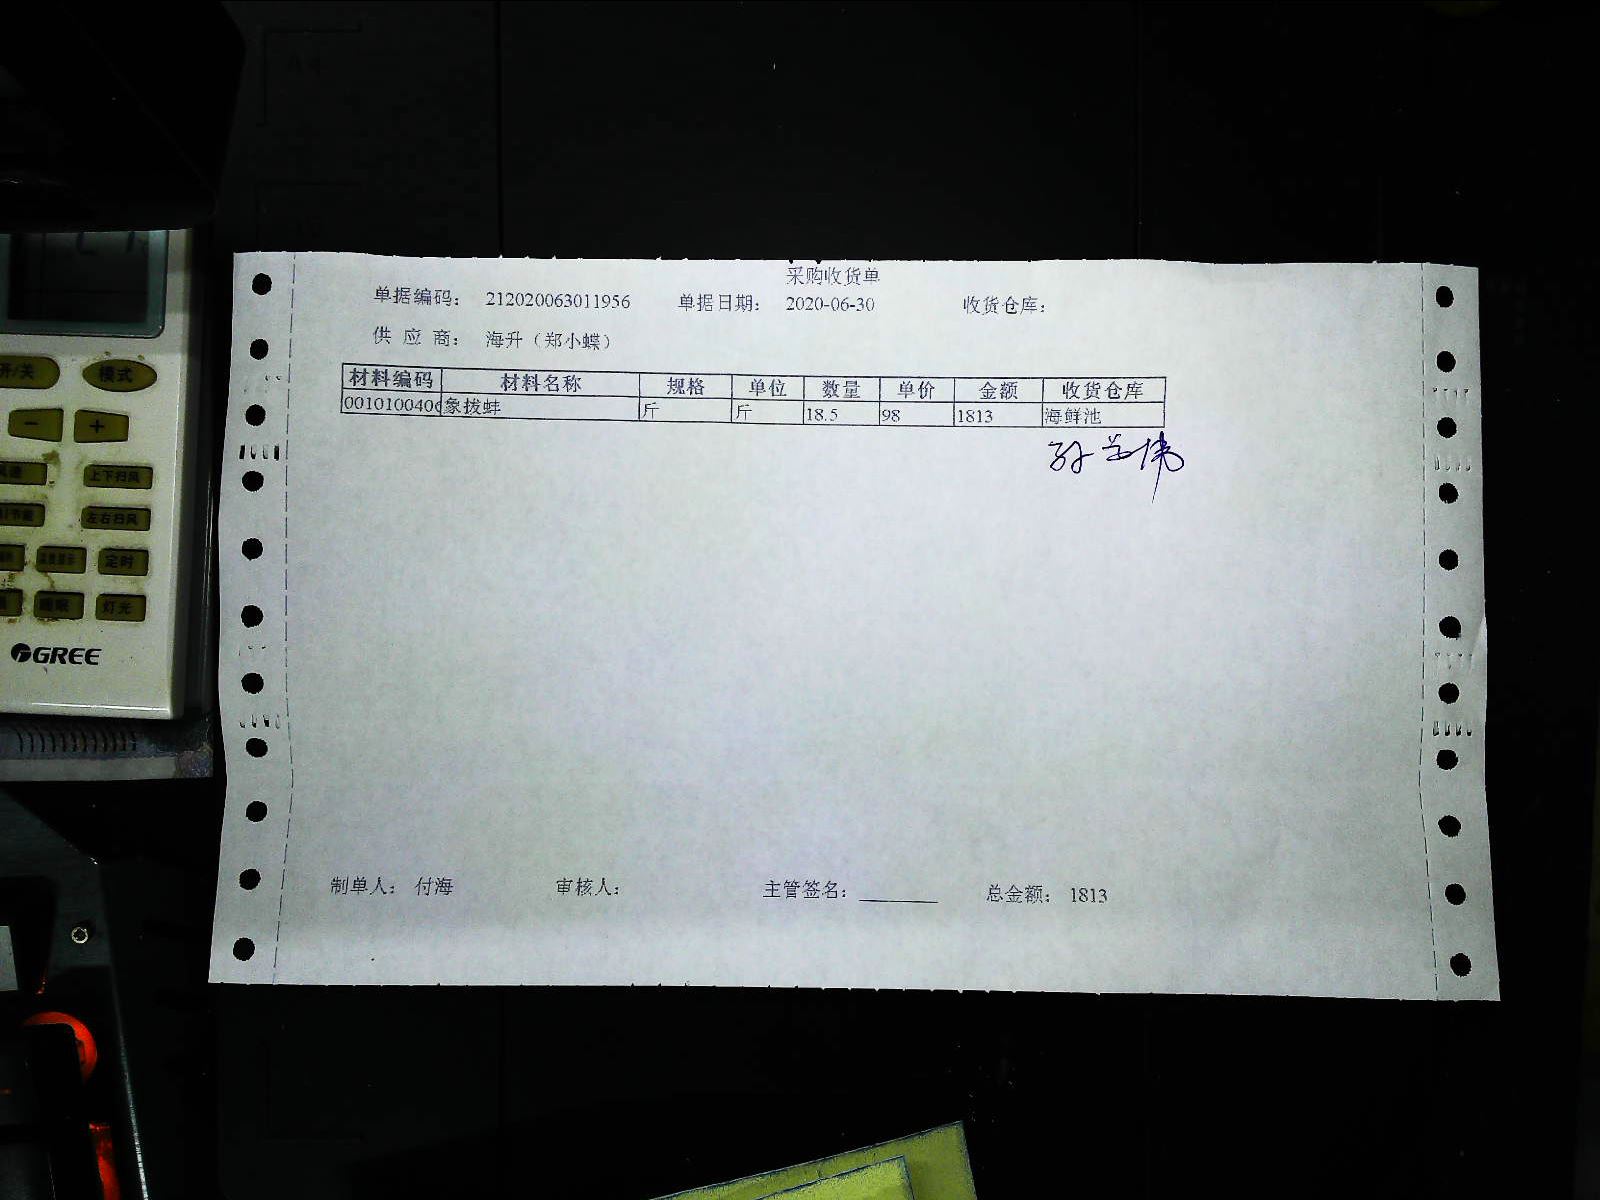 采购收货单
单据编码： 212020063011956 单据日期： 2020-06-30 收货仓库：
供 应 商： 海升（郑小蝶）
材料编码 材料名称 规格 单位 数量 单价 金额 收货仓库
001010040 象拔蚌 斤 斤 18.5 98 1813 海鲜池
制单人： 付海 审核人： 主管签名： 总金额： 1813
开/关 模式
- +
上下扫风
左右扫风
定时
睡眠 灯光
GREE